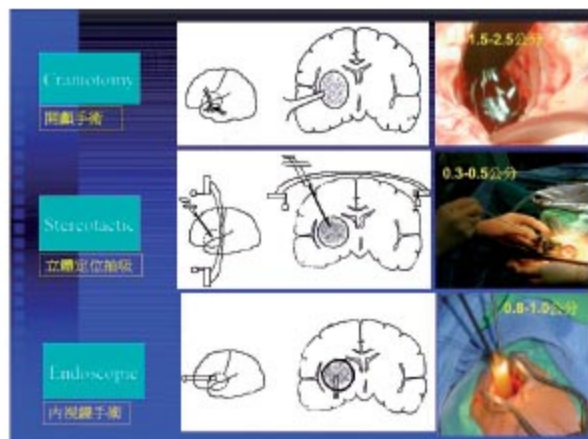 Craniotomy
開顱手術
1.5-2.5公分
Stereotactic
立體定位抽吸
0.3-0.5公分
Endoscopic
內視鏡手術
0.8-1.0公分